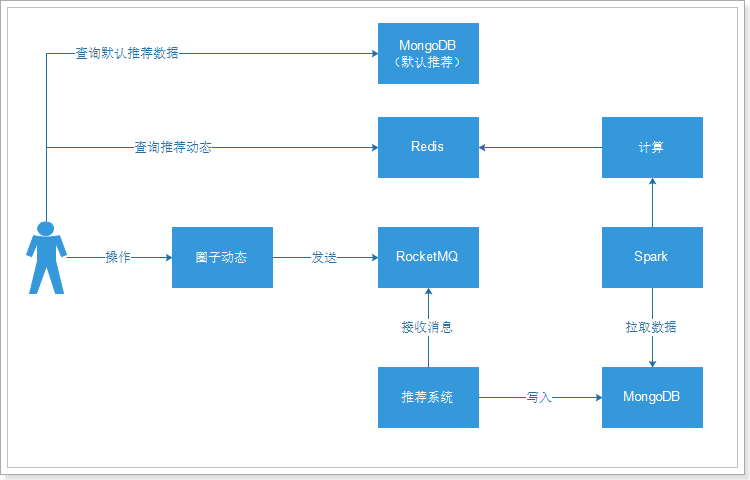 查询默认推荐数据
MongoDB
（默认推荐）
查询推荐动态
Redis
计算
操作
圈子动态
发送
RocketMQ
Spark
接收消息
拉取数据
推荐系统
写入
MongoDB